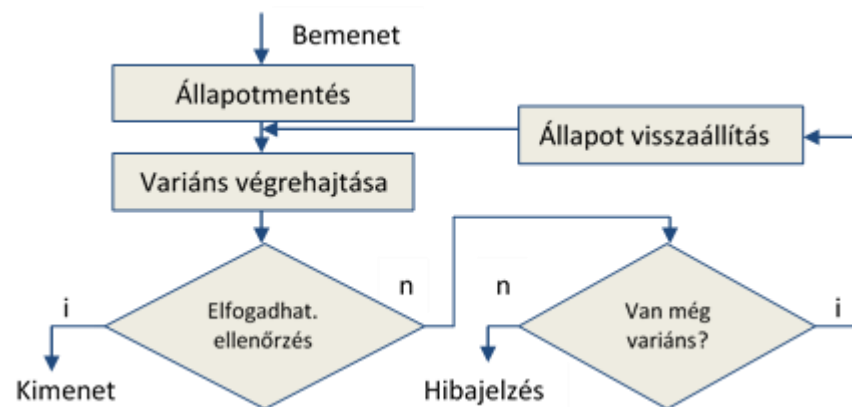 Bemenet
Állapotmentés
Állapot visszaállítás
Variáns végrehajtása
i
Elfogadhat.
ellenőrzés
n
n
Van még
variáns?
i
Kimenet
Hibajelzés